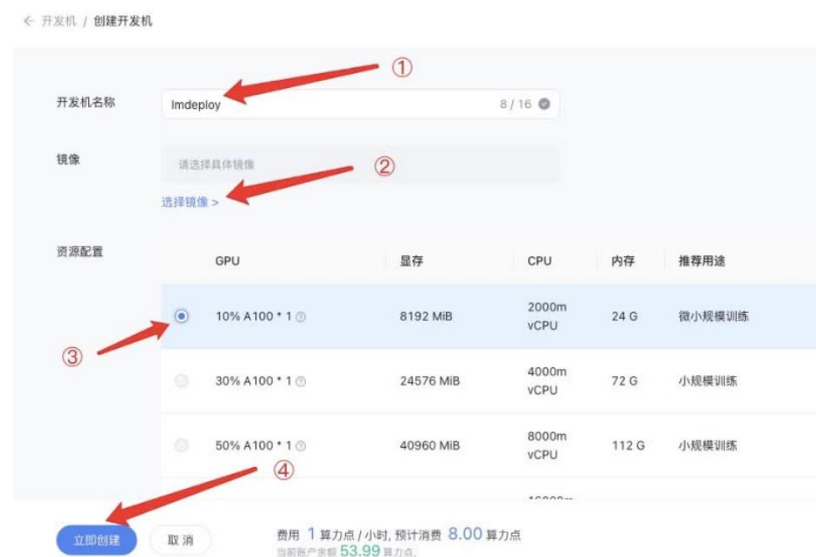 ← 开发机 / 创建开发机
①
开发机名称 lmdeploy 8 / 16
镜像 请选择具体镜像 ②
选择镜像 >
资源配置 GPU 显存 CPU 内存 推荐用途
10% A100 * 1 ? 8192 MiB 2000m vCPU 24 G 微小规模训练
③
30% A100 * 1 ? 24576 MiB 4000m vCPU 72 G 小规模训练
50% A100 * 1 ? 40960 MiB 8000m vCPU 112 G 小规模训练
④
立即创建 取消 费用 1 算力点 / 小时, 预计消费 8.00 算力点
当前账户余额 53.99 算力点.